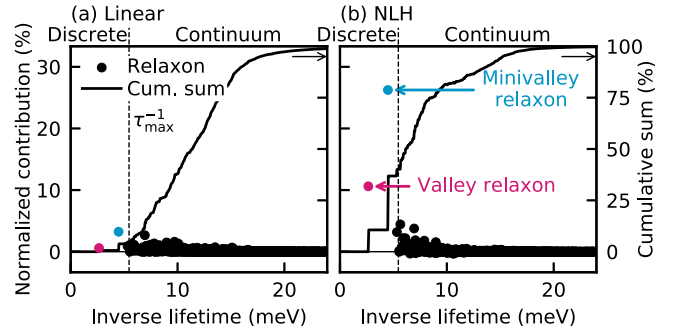 (a) Linear
(b) NLH
Discrete
Continuum
Discrete
Continuum
Normalized contribution (%)
30
20
10
0
Relaxon
Cum. sum
τ_max^{-1}
Minivalley
relaxon
Valley relaxon
100
75
50
25
0
Cumulative sum (%)
0
10
20
0
10
20
Inverse lifetime (meV)
Inverse lifetime (meV)